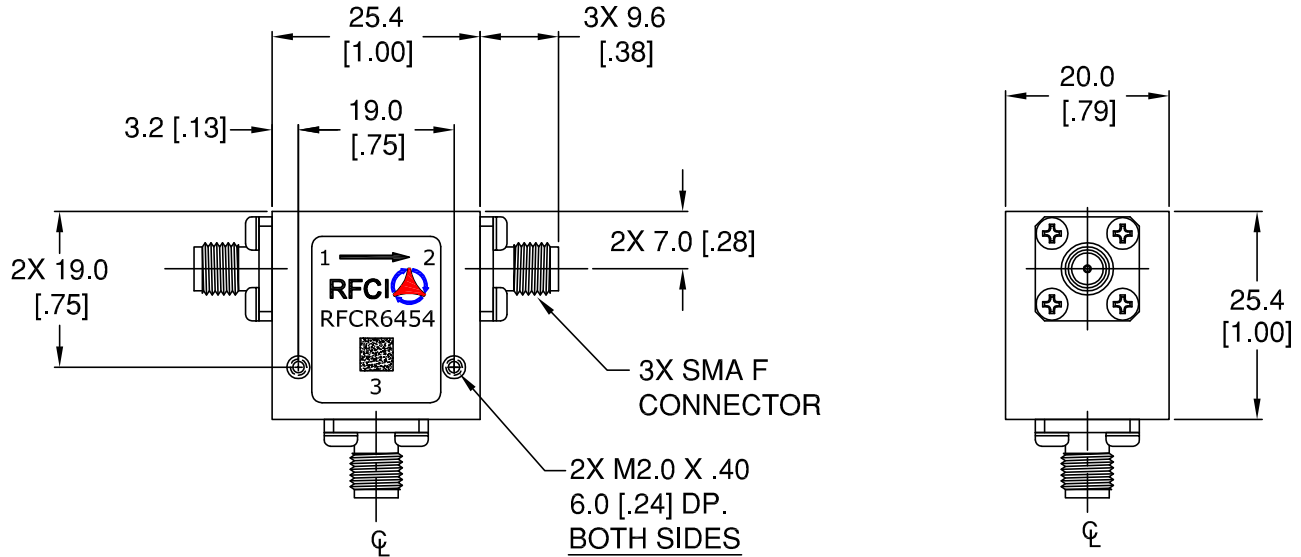 25.4
[1.00]
3X 9.6
[.38]
3.2 [.13]
19.0
[.75]
20.0
[.79]
2X 19.0
[.75]
2X 7.0 [.28]
1 2
RFCI
RFCR6454
3
25.4
[1.00]
3X SMA F
CONNECTOR
2X M2.0 X .40
6.0 [.24] DP.
BOTH SIDES
℄
℄